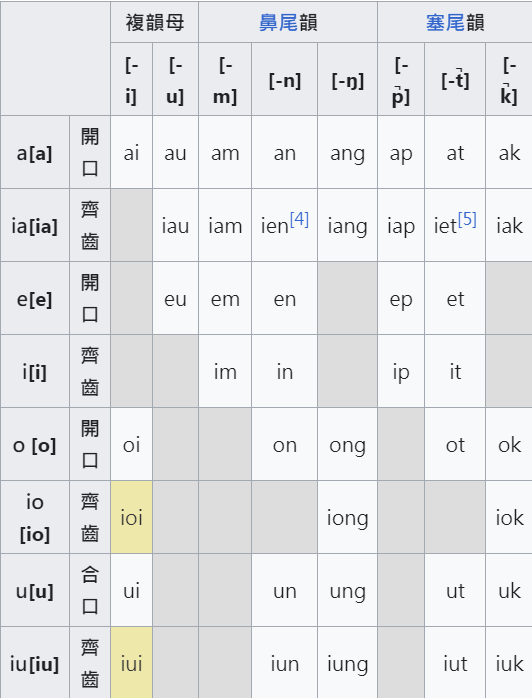 複韻母 鼻尾韻 塞尾韻
[-i] [-u] [-m] [-n] [-ŋ] [-p̚] [-t̚] [-k̚]
a[a] 開口 ai au am an ang ap at ak
ia[ia] 齊齒 iau iam ien[4] iang iap iet[5] iak
e[e] 開口 eu em en ep et
i[i] 齊齒 im in ip it
o [o] 開口 oi on ong ot ok
io [io] 齊齒 ioi iong iok
u[u] 合口 ui un ung ut uk
iu[iu] 齊齒 iui iun iung iut iuk